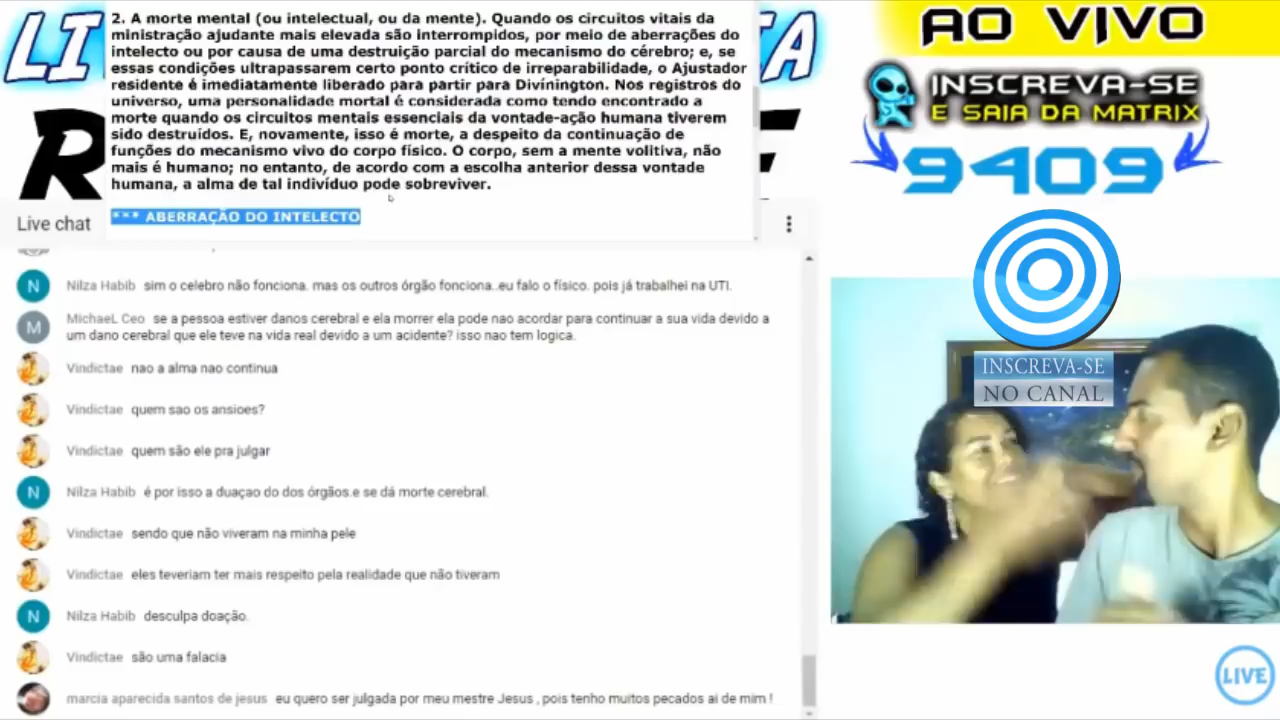 LI
TA
R
F
2. A morte mental (ou intelectual, ou da mente). Quando os circuitos vitais da
ministração ajudante mais elevada são interrompidos, por meio de aberrações do
intelecto ou por causa de uma destruição parcial do mecanismo do cérebro; e, se
essas condições ultrapassarem certo ponto crítico de irreparabilidade, o Ajustador
residente é imediatamente liberado para partir para Divínington. Nos registros do
universo, uma personalidade mortal é considerada como tendo encontrado a
morte quando os circuitos mentais essenciais da vontade-ação humana tiverem
sido destruídos. E, novamente, isso é morte, a despeito da continuação de
funções do mecanismo vivo do corpo físico. O corpo, sem a mente volitiva, não
mais é humano; no entanto, de acordo com a escolha anterior dessa vontade
humana, a alma de tal indivíduo pode sobreviver.
*** ABERRAÇÃO DO INTELECTO
Live chat
N Nilza Habib sim o celebro não fonciona. mas os outros órgão fonciona..eu falo o físico. pois já trabalhei na UTI.
M MichaeL Ceo se a pessoa estiver danos cerebral e ela morrer ela pode nao acordar para continuar a sua vida devido a
um dano cerebral que ele teve na vida real devido a um acidente? isso nao tem logica.
Vindictae nao a alma nao continua
Vindictae quem sao os ansioes?
Vindictae quem são ele pra julgar
N Nilza Habib é por isso a duaçao do dos órgãos.e se dá morte cerebral.
Vindictae sendo que não viveram na minha pele
Vindictae eles teveriam ter mais respeito pela realidade que não tiveram
N Nilza Habib desculpa doação.
Vindictae são uma falacia
marcia aparecida santos de jesus eu quero ser julgada por meu mestre Jesus , pois tenho muitos pecados ai de mim !
AO VIVO
INSCREVA-SE
E SAIA DA MATRIX
9409
INSCREVA-SE
NO CANAL
LIVE